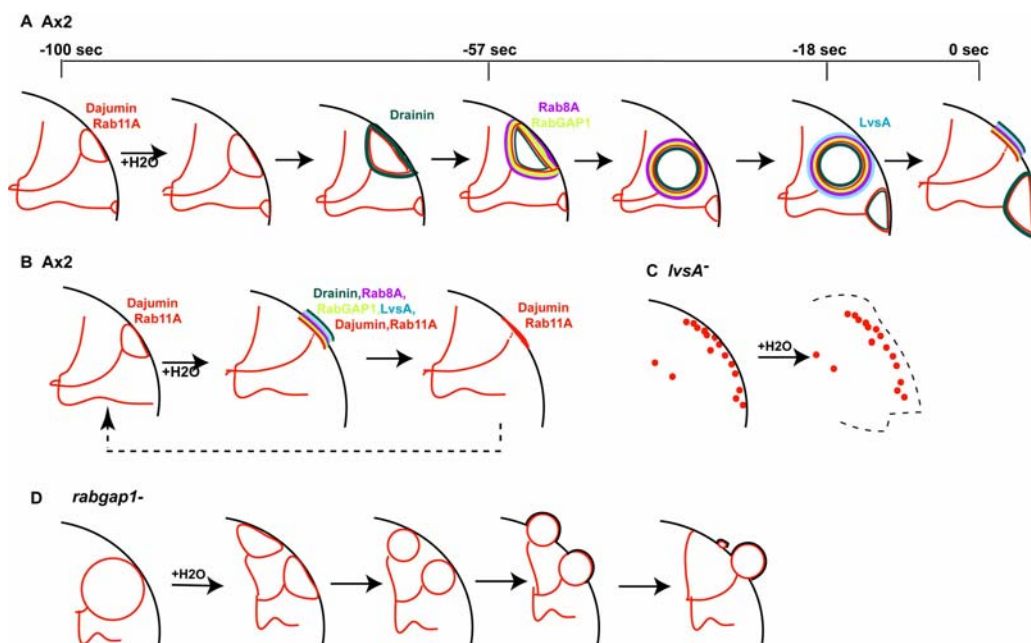 A Ax2
-100 sec -57 sec -18 sec 0 sec
Dajumin
Rab11A
+H2O
Drainin
Rab8A
RabGAP1
LvsA
B Ax2
Dajumin
Rab11A
+H2O
Drainin,Rab8A,
RabGAP1,LvsA,
Dajumin,Rab11A
Dajumin
Rab11A
C lvsA-
+H2O
D rabgap1-
+H2O